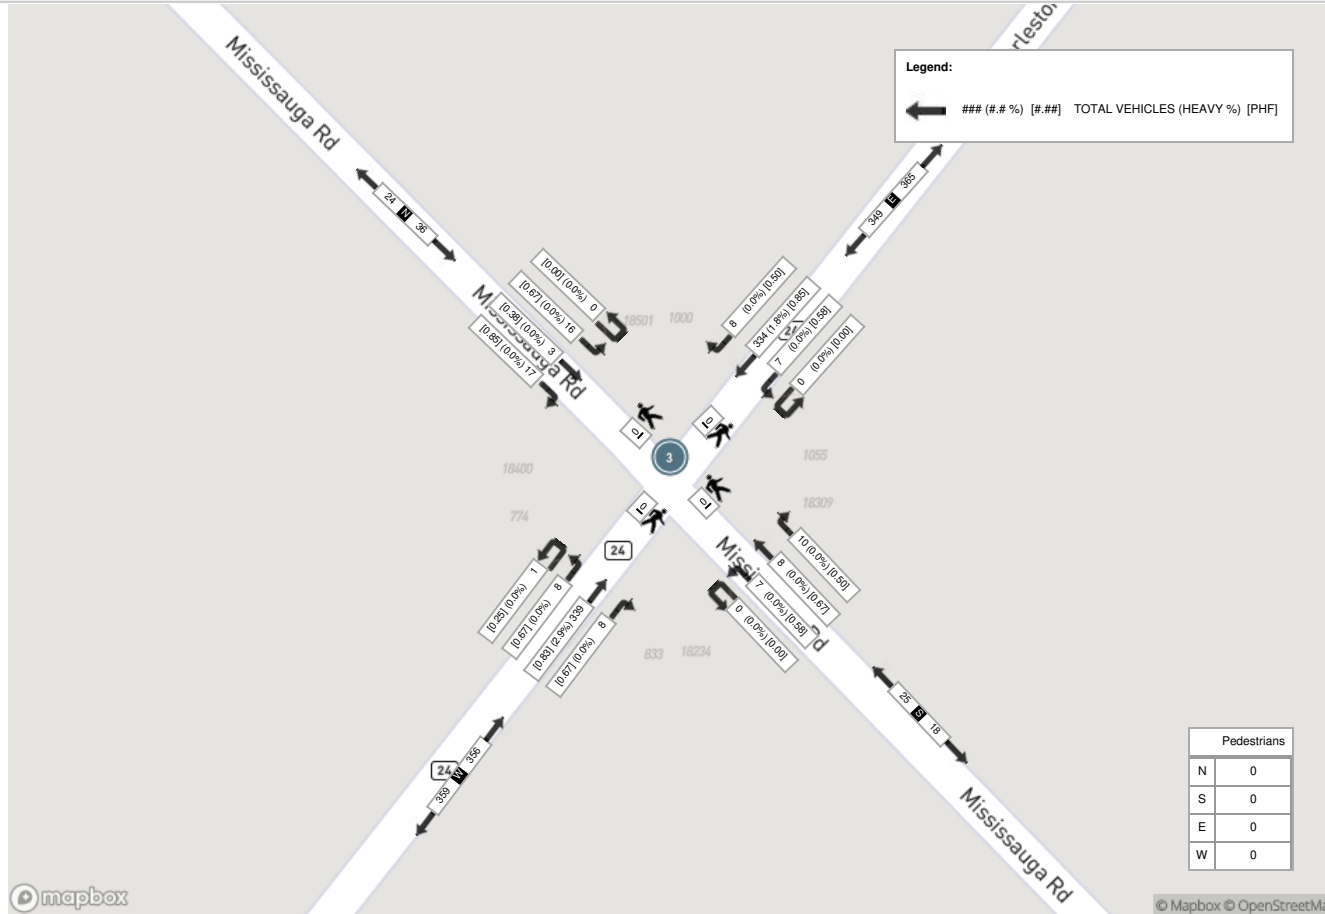 Mississauga Rd
Legend:
### (#.# %) [#.##] TOTAL VEHICLES (HEAVY %) [PHF]
24 N 36
349 E 365
[0.00] (0.0%) 0
[0.67] (0.0%) 16
[0.38] (0.0%) 3
[0.85] (0.0%) 17
8 (0.0%) [0.50]
334 (1.8%) [0.85]
7 (0.0%) [0.58]
0 (0.0%) [0.00]
18501 1000
Mississauga Rd
0
0
3
0
0
18400
774
1055
18309
24
[0.25] (0.0%) 1
[0.67] (0.0%) 8
[0.83] (2.9%) 339
[0.67] (0.0%) 8
10 (0.0%) [0.50]
8 (0.0%) [0.67]
7 (0.0%) [0.58]
0 (0.0%) [0.00]
833 18234
25 S 18
24
359 W 356
Mississauga Rd
Pedestrians
N 0
S 0
E 0
W 0
mapbox
© Mapbox © OpenStreetMa